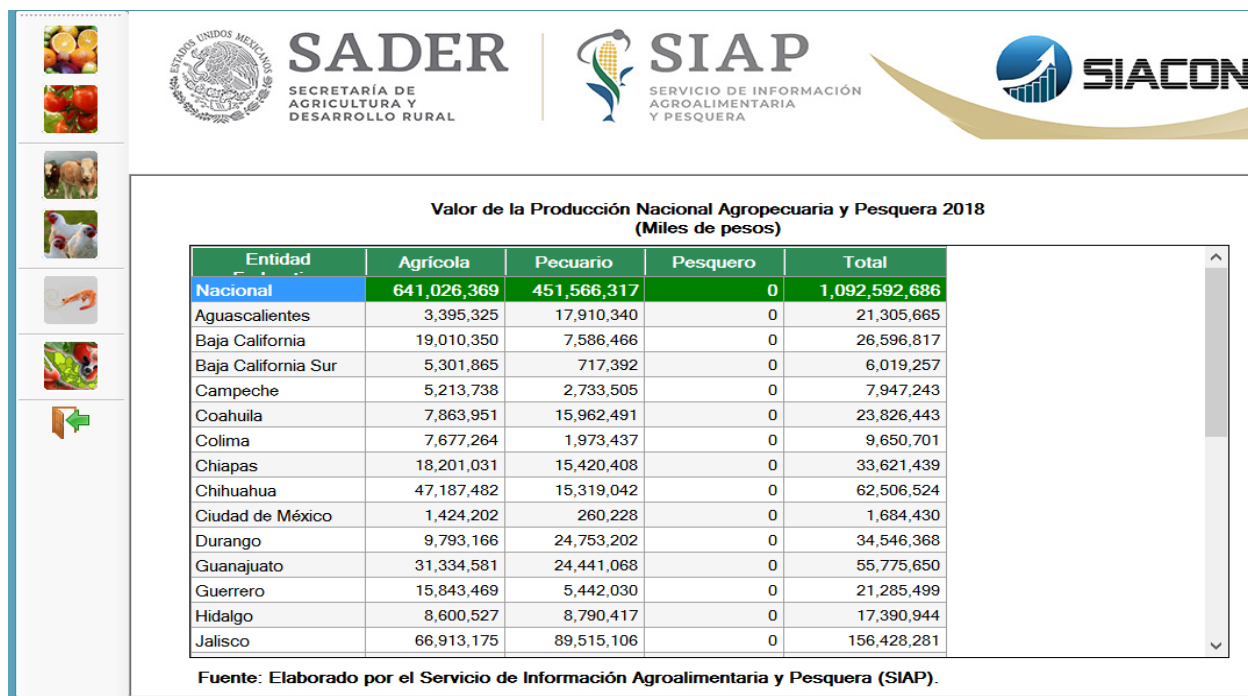 ESTADOS UNIDOS MEXICANOS
SADER
SECRETARÍA DE
AGRICULTURA Y
DESARROLLO RURAL
SIAP
SERVICIO DE INFORMACIÓN
AGROALIMENTARIA
Y PESQUERA
SIACON
Valor de la Producción Nacional Agropecuaria y Pesquera 2018
(Miles de pesos)
Entidad Agrícola Pecuario Pesquero Total
Nacional 641,026,369 451,566,317 0 1,092,592,686
Aguascalientes 3,395,325 17,910,340 0 21,305,665
Baja California 19,010,350 7,586,466 0 26,596,817
Baja California Sur 5,301,865 717,392 0 6,019,257
Campeche 5,213,738 2,733,505 0 7,947,243
Coahuila 7,863,951 15,962,491 0 23,826,443
Colima 7,677,264 1,973,437 0 9,650,701
Chiapas 18,201,031 15,420,408 0 33,621,439
Chihuahua 47,187,482 15,319,042 0 62,506,524
Ciudad de México 1,424,202 260,228 0 1,684,430
Durango 9,793,166 24,753,202 0 34,546,368
Guanajuato 31,334,581 24,441,068 0 55,775,650
Guerrero 15,843,469 5,442,030 0 21,285,499
Hidalgo 8,600,527 8,790,417 0 17,390,944
Jalisco 66,913,175 89,515,106 0 156,428,281
Fuente: Elaborado por el Servicio de Información Agroalimentaria y Pesquera (SIAP).